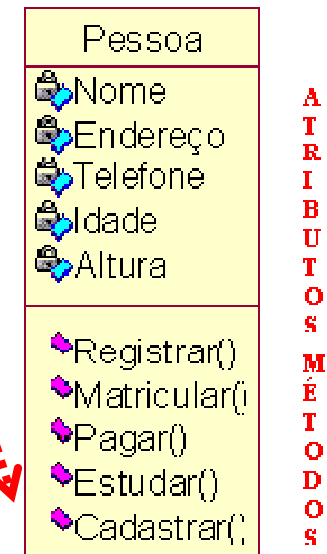 Pessoa
Nome
Endereço
Telefone
Idade
Altura
Registrar()
Matricular()
Pagar()
Estudar()
Cadastrar()
ATRIBUTOS
MÉTODOS